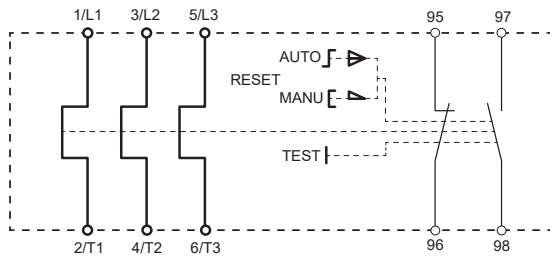 1/L1 3/L2 5/L3 95 97
AUTO
RESET
MANU
TEST
2/T1 4/T2 6/T3 96 98